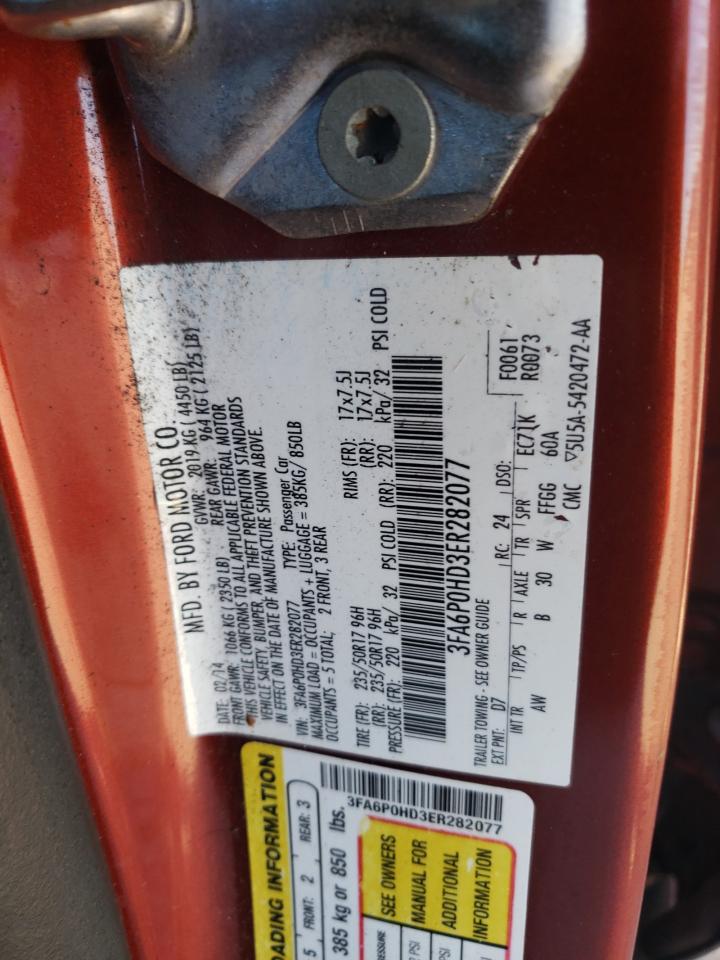 MFD. BY FORD MOTOR CO.
DATE: 02/14 GVWR: 2019 KG ( 4450 LB)
FRONT GAWR: 1066 KG ( 2350 LB) REAR GAWR: 964 KG ( 2125 LB)
THIS VEHICLE CONFORMS TO ALL APPLICABLE FEDERAL MOTOR
VEHICLE SAFETY, BUMPER, AND THEFT PREVENTION STANDARDS
IN EFFECT ON THE DATE OF MANUFACTURE SHOWN ABOVE.
VIN: 3FA6P0HD3ER282077 TYPE: Passenger Car
MAXIMUM LOAD = OCCUPANTS + LUGGAGE = 385KG/ 850LB
OCCUPANTS = 5 TOTAL; 2 FRONT, 3 REAR
TIRE (FR): 235/50R17 96H RIMS (FR): 17x7.5J
(RR): 235/50R17 96H (RR): 17x7.5J
PRESSURE (FR): 220 kPa/ 32 PSI COLD (RR): 220 kPa/ 32 PSI COLD
3FA6P0HD3ER282077
TRAILER TOWING - SEE OWNER GUIDE F0061
EXT PNT: D7 RC: 24 DSO: R0073
INT TR TP/PS R AXLE TR SPR EC71K
AW B 30 W FFGG 60A
CMC ▽5U5A-5420472-AA
LOADING INFORMATION
5 FRONT: 2 REAR: 3
385 kg or 850 lbs.
3FA6P0HD3ER282077
SEE OWNERS
MANUAL FOR
ADDITIONAL
INFORMATION
PSI
PSI